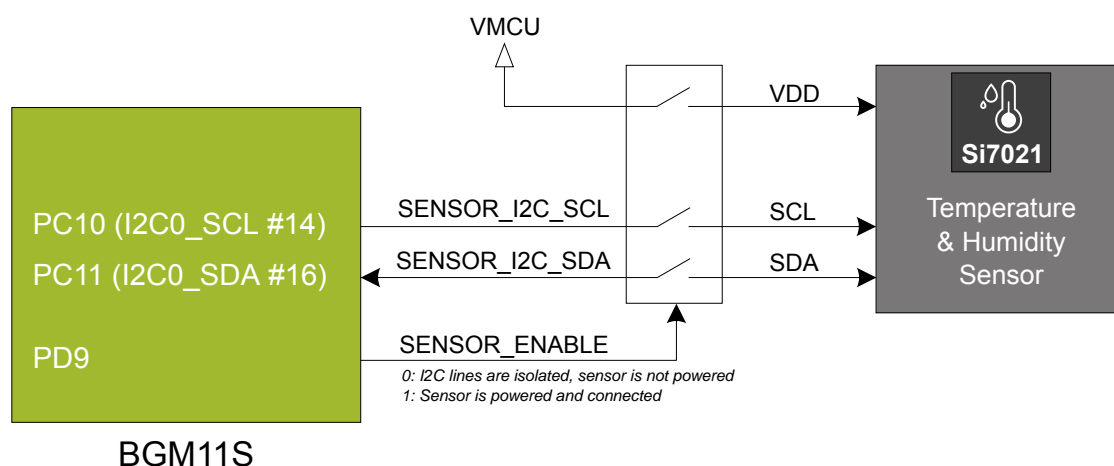 VMCU
VDD
Si7021
PC10 (I2C0_SCL #14)
SENSOR_I2C_SCL
SCL
Temperature
& Humidity
Sensor
PC11 (I2C0_SDA #16)
SENSOR_I2C_SDA
SDA
PD9
SENSOR_ENABLE
0: I2C lines are isolated, sensor is not powered
1: Sensor is powered and connected
BGM11S